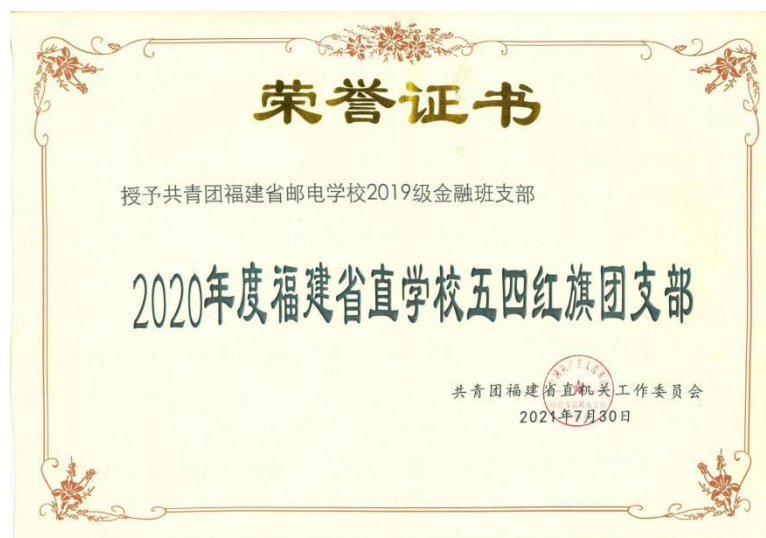 荣誉证书
授予共青团福建省邮电学校2019级金融班支部
2020年度福建省直学校五四红旗团支部
共青团福建省直机关工作委员会
2021年7月30日